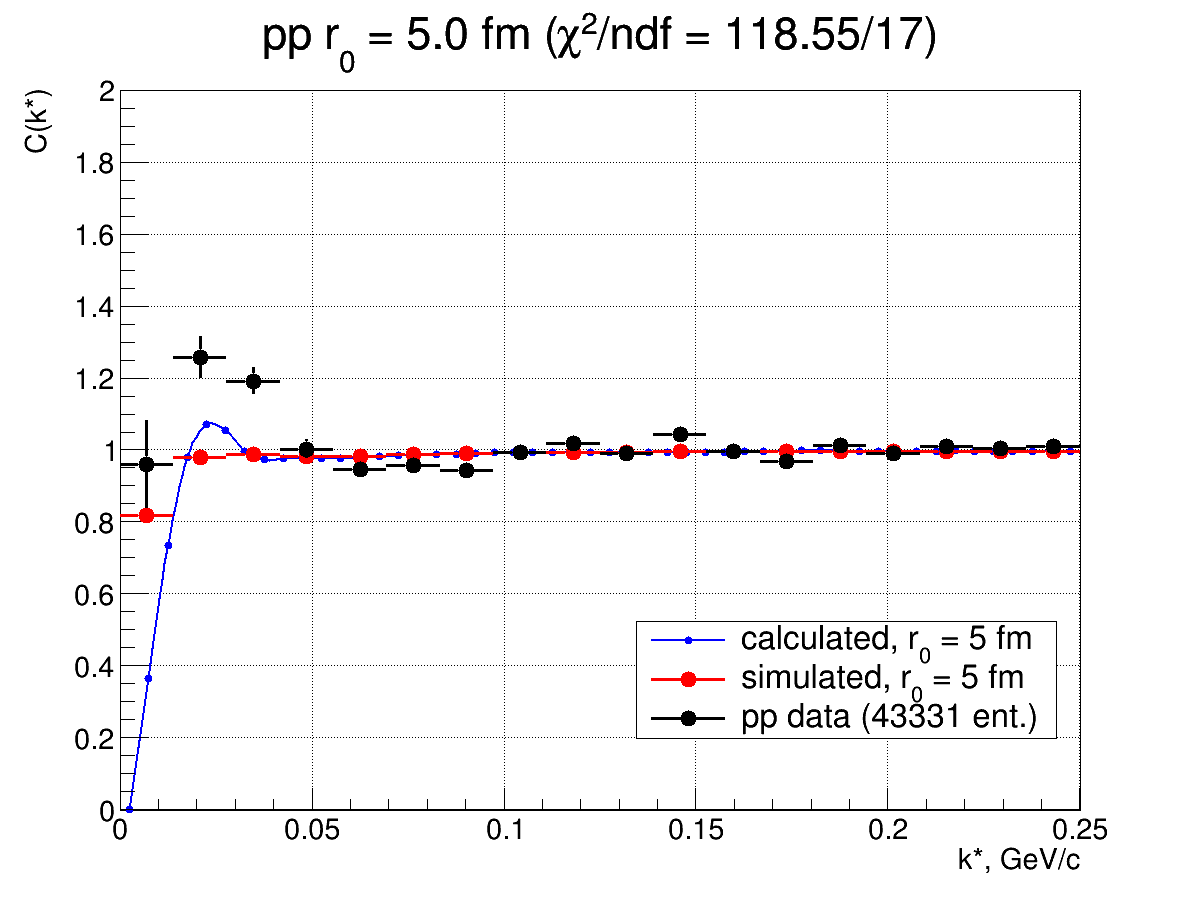 pp r₀ = 5.0 fm (χ²/ndf = 118.55/17)
C(k*)
2
1.8
1.6
1.4
1.2
1
0.8
0.6
0.4
0.2
0
calculated, r₀ = 5 fm
simulated, r₀ = 5 fm
pp data (43331 ent.)
0 0.05 0.1 0.15 0.2 0.25
k*, GeV/c